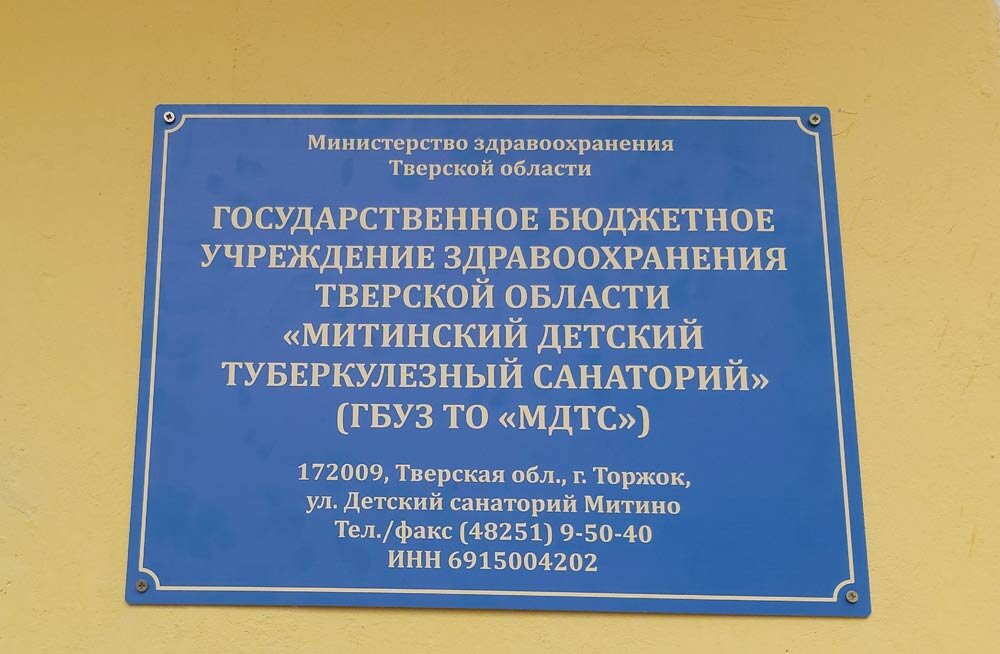 Министерство здравоохранения
Тверской области
ГОСУДАРСТВЕННОЕ БЮДЖЕТНОЕ
УЧРЕЖДЕНИЕ ЗДРАВООХРАНЕНИЯ
ТВЕРСКОЙ ОБЛАСТИ
«МИТИНСКИЙ ДЕТСКИЙ
ТУБЕРКУЛЕЗНЫЙ САНАТОРИЙ»
(ГБУЗ ТО «МДТС»)
172009, Тверская обл., г. Торжок,
ул. Детский санаторий Митино
Тел./факс (48251) 9-50-40
ИНН 6915004202